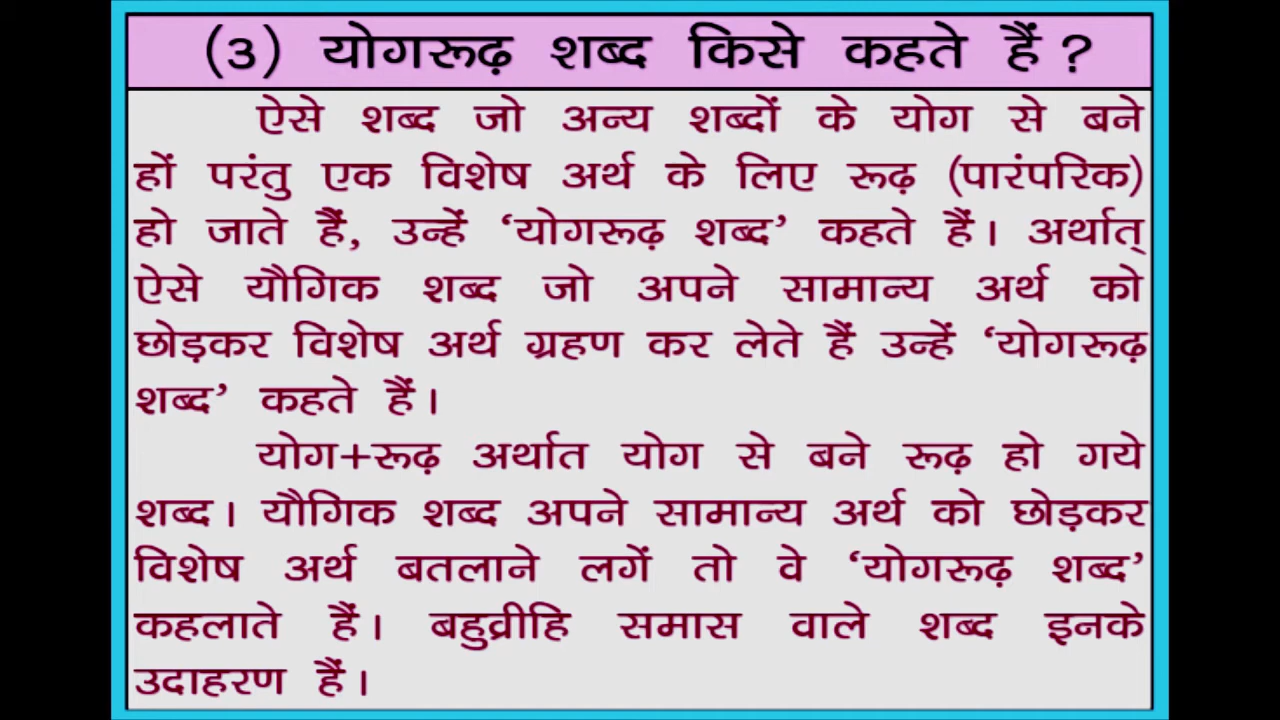 (३) योगरूढ़ शब्द किसे कहते हैं ?
ऐसे शब्द जो अन्य शब्दों के योग से बने
हों परंतु एक विशेष अर्थ के लिए रूढ़ (पारंपरिक)
हो जाते हैं, उन्हें ‘योगरूढ़ शब्द’ कहते हैं। अर्थात्
ऐसे यौगिक शब्द जो अपने सामान्य अर्थ को
छोड़कर विशेष अर्थ ग्रहण कर लेते हैं उन्हें ‘योगरूढ़
शब्द’ कहते हैं।
योग+रूढ़ अर्थात योग से बने रूढ़ हो गये
शब्द। यौगिक शब्द अपने सामान्य अर्थ को छोड़कर
विशेष अर्थ बतलाने लगें तो वे ‘योगरूढ़ शब्द’
कहलाते हैं। बहुव्रीहि समास वाले शब्द इनके
उदाहरण हैं।